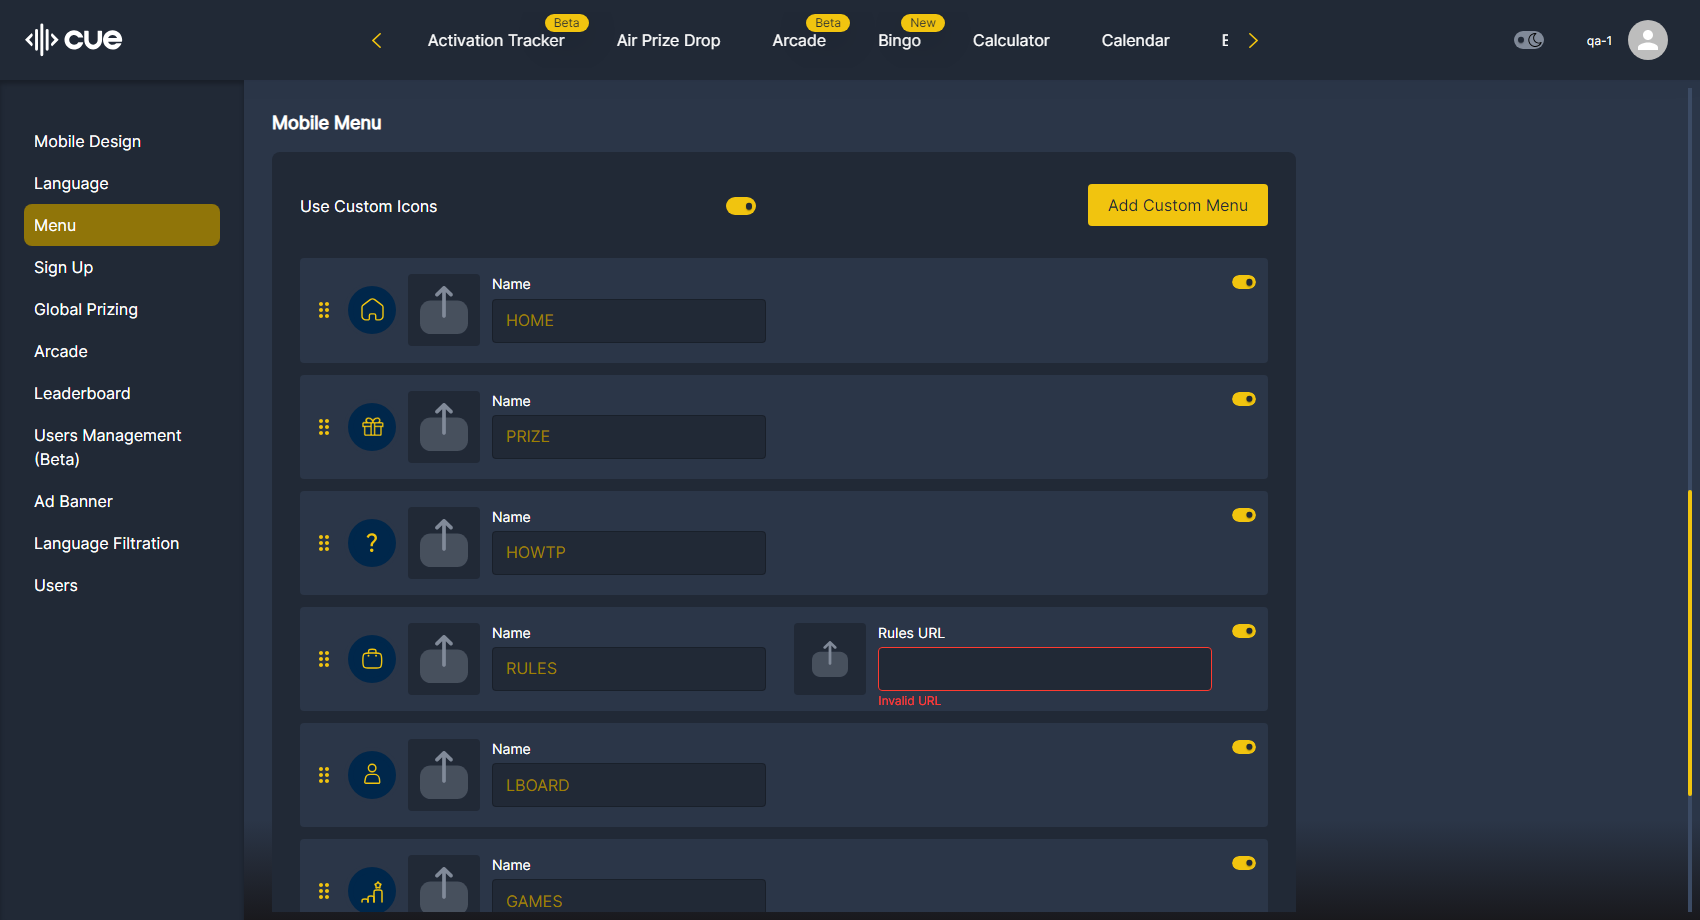 cue
Activation Tracker
Beta
Air Prize Drop
Arcade
Beta
Bingo
New
Calculator
Calendar
qa-1
Mobile Design
Language
Menu
Sign Up
Global Prizing
Arcade
Leaderboard
Users Management
(Beta)
Ad Banner
Language Filtration
Users
Mobile Menu
Use Custom Icons
Add Custom Menu
Name
HOME
Name
PRIZE
Name
HOWTP
?
Name
RULES
Rules URL
Invalid URL
Name
LBOARD
Name
GAMES